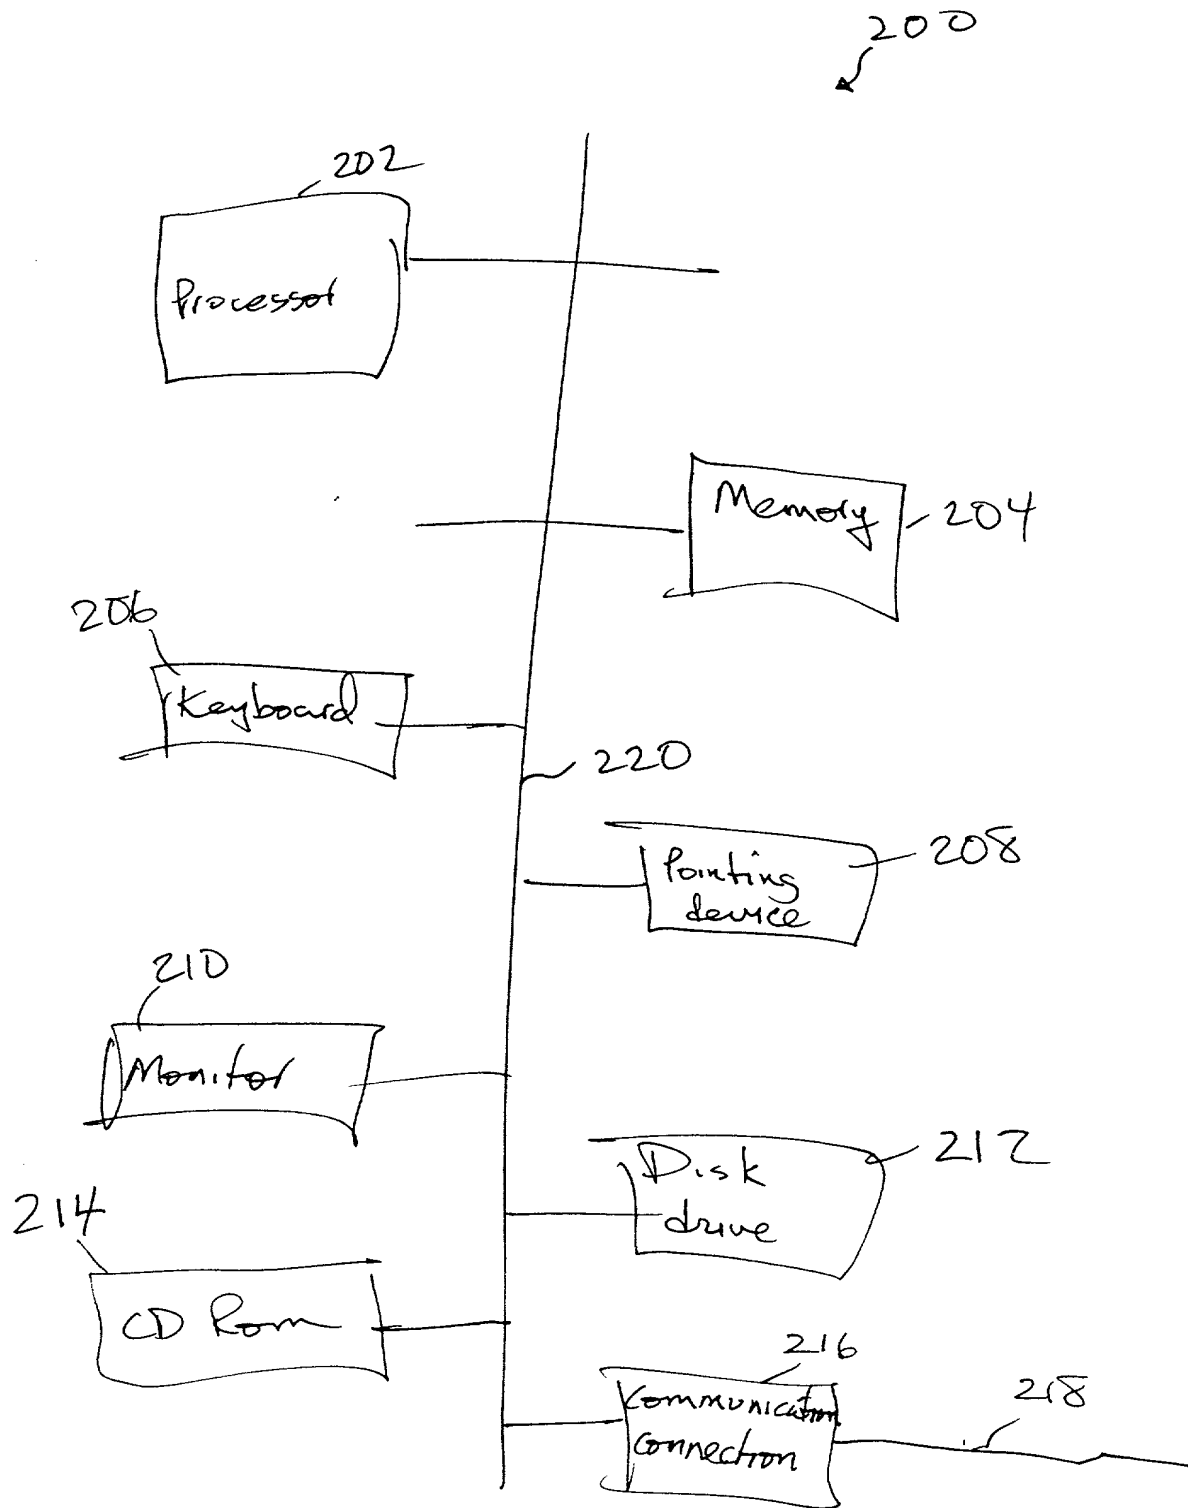 200
202
Processor
Memory
204
206
Keyboard
220
Pointing
device
208
210
Monitor
Disk
drive
212
214
CD Rom
216
Communication
connection
218